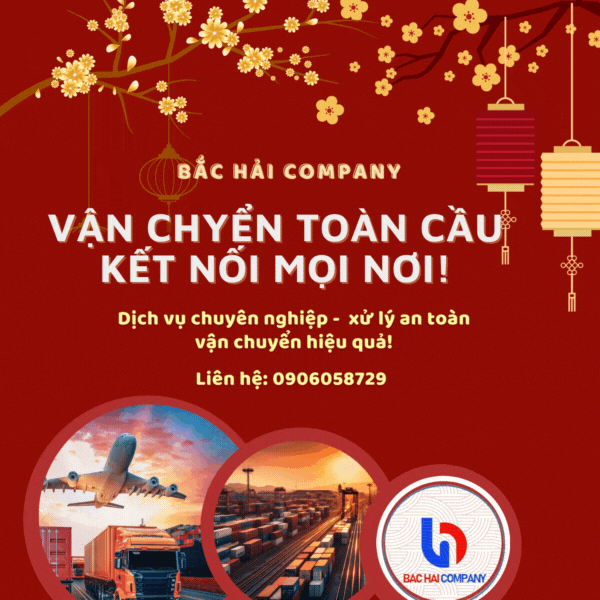 BẮC HẢI COMPANY
VẬN CHYỂN TOÀN CẦU
KẾT NỐI MỌI NƠI!
Dịch vụ chuyên nghiệp - xử lý an toàn
vận chuyển hiệu quả!
Liên hệ: 0906058729
BAC HAI COMPANY